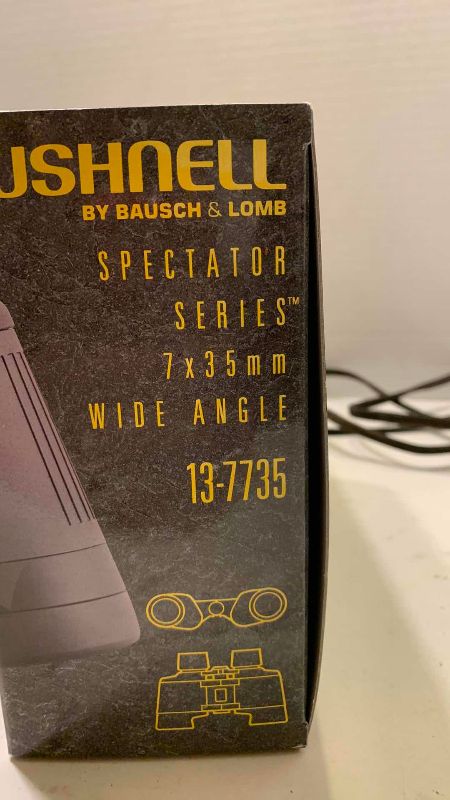 USHNELL
BY BAUSCH & LOMB
SPECTATOR
SERIES™
7x35mm
WIDE ANGLE
13-7735